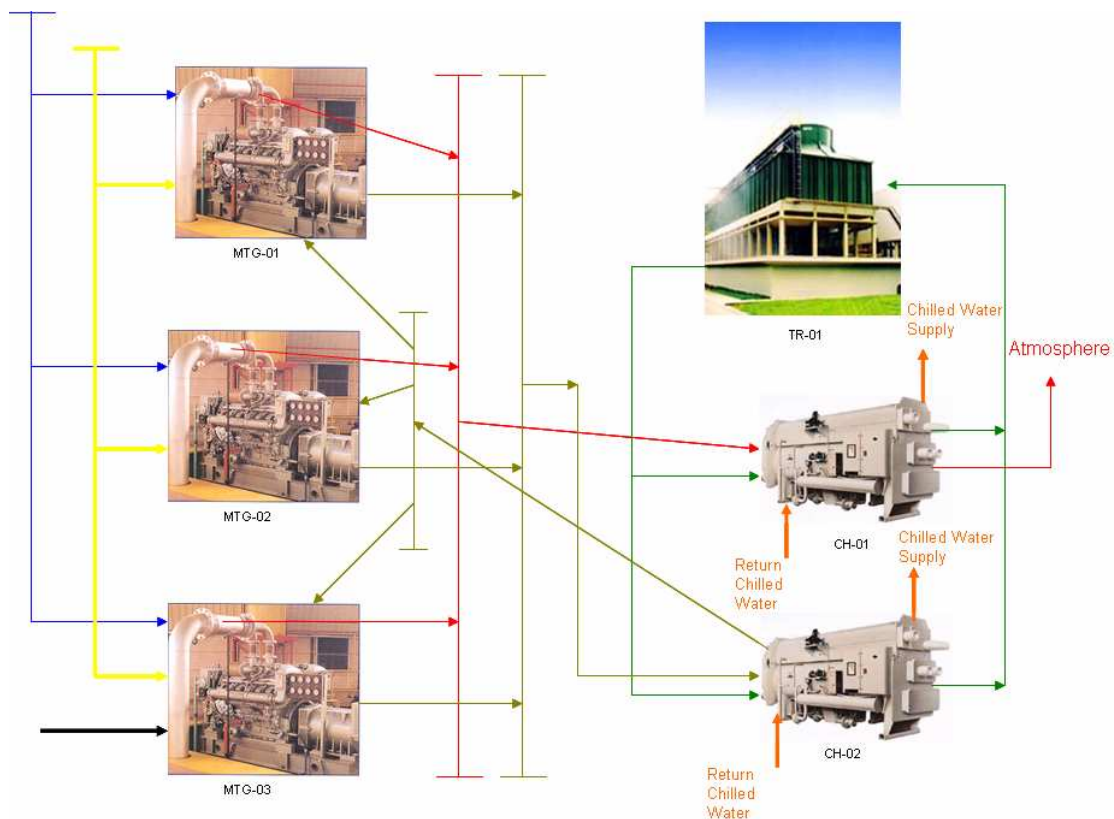 MTG-01
TR-01
Chilled Water
Supply
Atmosphere
MTG-02
CH-01
Chilled Water
Supply
Return
Chilled
Water
CH-02
MTG-03
Return
Chilled
Water